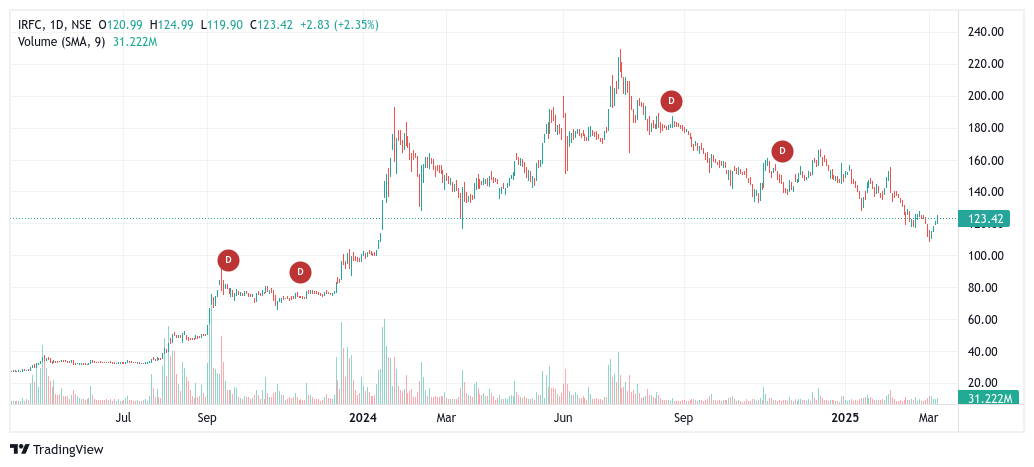 IRFC, 1D, NSE O120.99 H124.99 L119.90 C123.42 +2.83 (+2.35%)
Volume (SMA, 9) 31.222M
240.00
220.00
200.00
180.00
160.00
140.00
123.42
120.00
100.00
80.00
60.00
40.00
20.00
31.222M
D
D
D
D
Jul Sep 2024 Mar Jun Sep 2025 Mar
TradingView